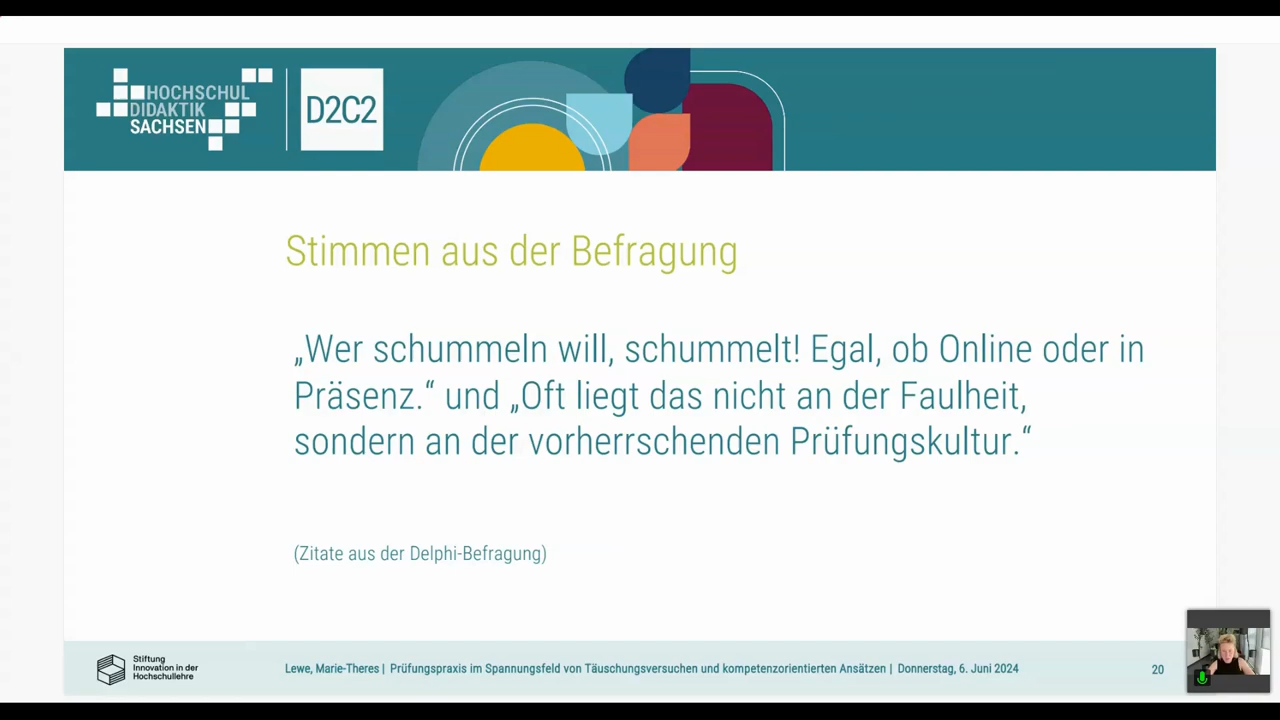 HOCHSCHUL
DIDAKTIK
SACHSEN
D2C2
Stimmen aus der Befragung
„Wer schummeln will, schummelt! Egal, ob Online oder in
Präsenz.“ und „Oft liegt das nicht an der Faulheit,
sondern an der vorherrschenden Prüfungskultur.“
(Zitate aus der Delphi-Befragung)
Stiftung
Innovation in der
Hochschullehre
Lewe, Marie-Theres | Prüfungspraxis im Spannungsfeld von Täuschungsversuchen und kompetenzorientierten Ansätzen | Donnerstag, 6. Juni 2024
20